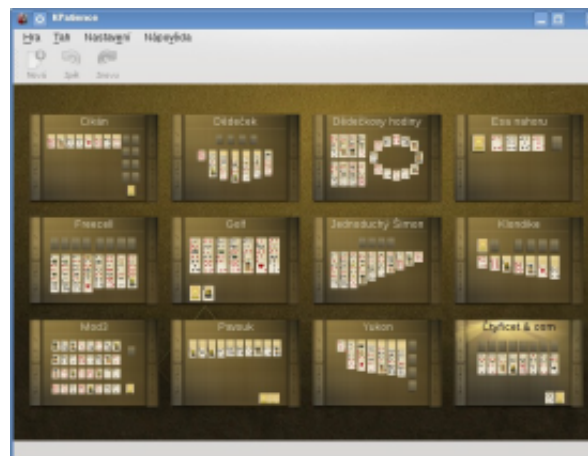 KPatience
Hra Tah Nastavení Nápověda
Nová Zpět Znovu
Cikán Dědeček Dědečkovy hodiny Esa nahoru
Freecell Golf Jednoduchý Šimon Klondike
Mod3 Pavouk Yukon Čtyřicet & osm